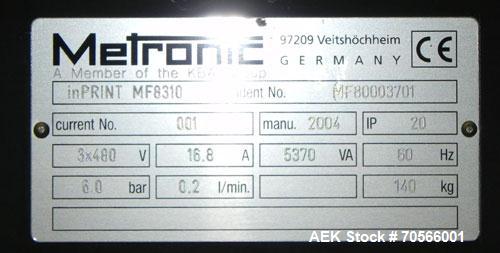 Metronic 97209 Veitshöchheim
GERMANY CE
A Member of the KBA
inPRINT MF8310 ident No. MF80003701
current No. 001 manu. 2004 IP 20
3x480 V 16.8 A 5370 VA 60 Hz
6.0 bar 0.2 l/min. 140 kg
AEK Stock # 70566001